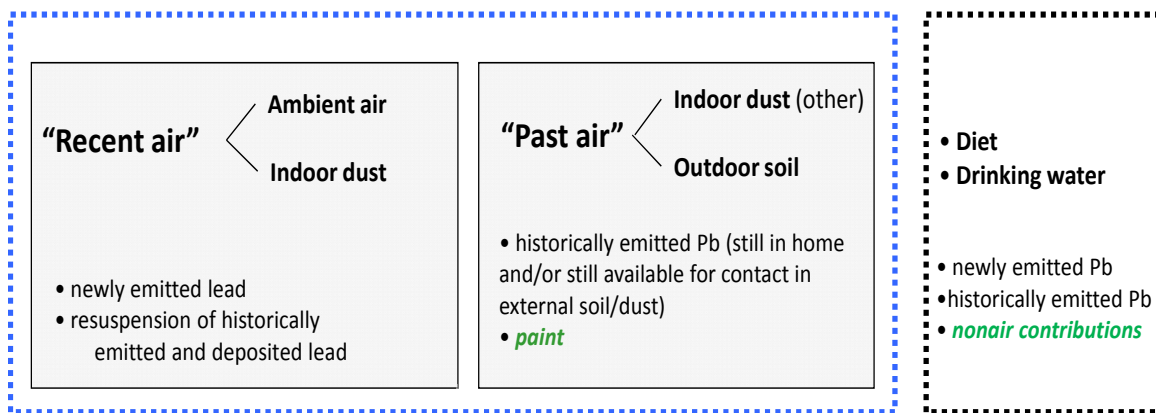 “Recent air”
Ambient air
Indoor dust
• newly emitted lead
• resuspension of historically
emitted and deposited lead
“Past air”
Indoor dust (other)
Outdoor soil
• historically emitted Pb (still in home
and/or still available for contact in
external soil/dust)
• paint
• Diet
• Drinking water
• newly emitted Pb
•historically emitted Pb
• nonair contributions